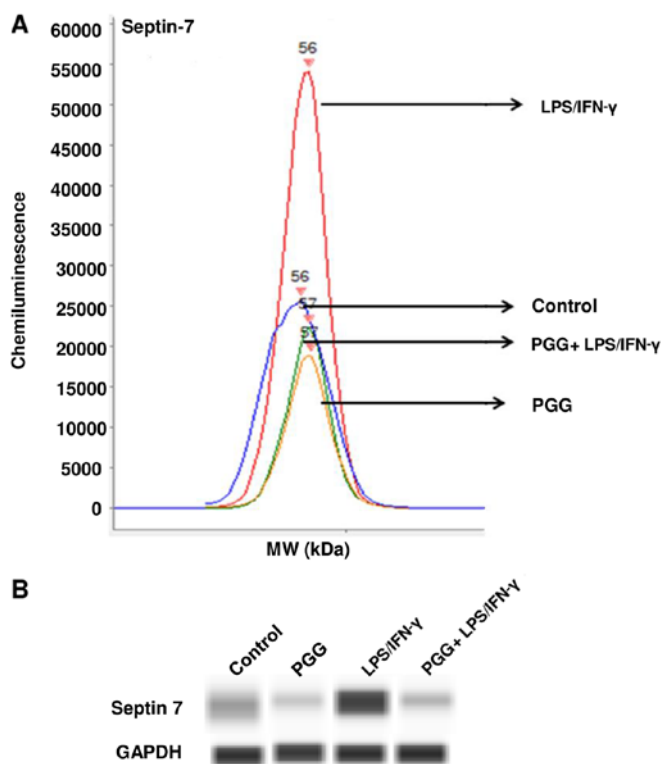 A
Septin-7
60000
55000
50000
45000
40000
35000
30000
25000
20000
15000
10000
5000
0
Chemiluminescence
56
56
57
57
LPS/IFN-γ
Control
PGG+ LPS/IFN-γ
PGG
MW (kDa)
B
Control
PGG
LPS/IFN-γ
PGG+ LPS/IFN-γ
Septin 7
GAPDH